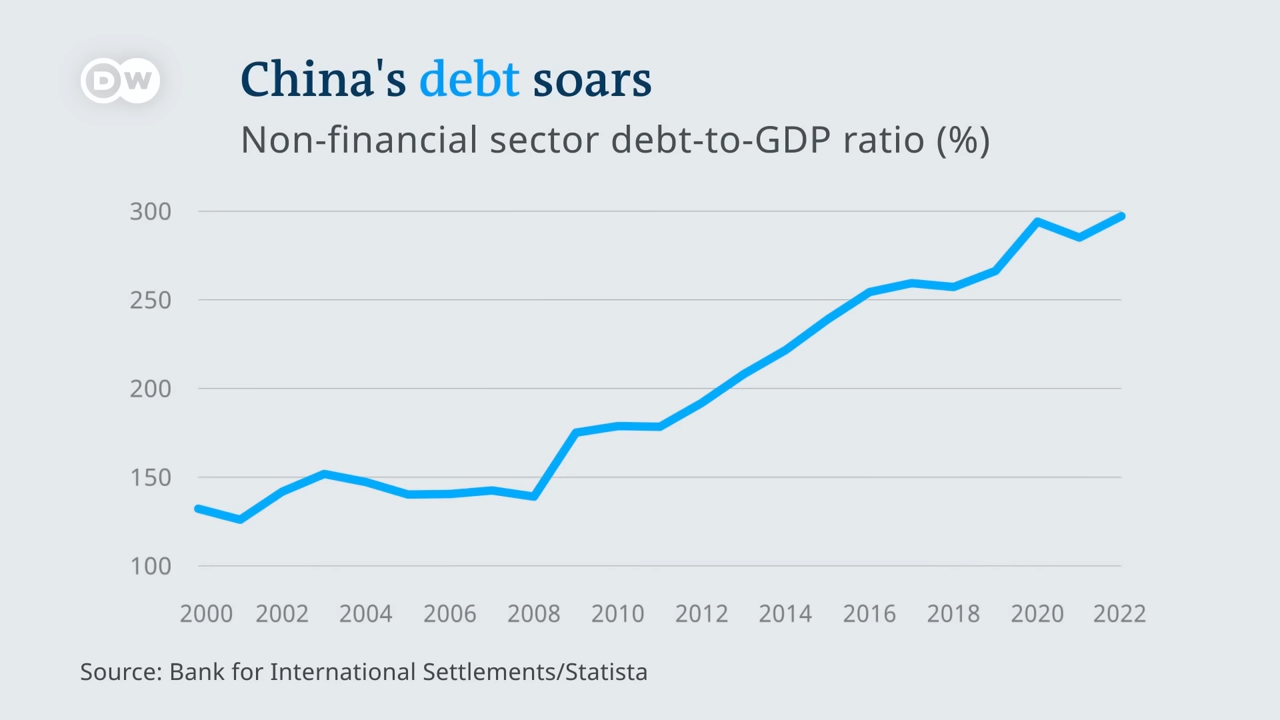 DW
China's debt soars
Non-financial sector debt-to-GDP ratio (%)
300
250
200
150
100
2000 2002 2004 2006 2008 2010 2012 2014 2016 2018 2020 2022
Source: Bank for International Settlements/Statista